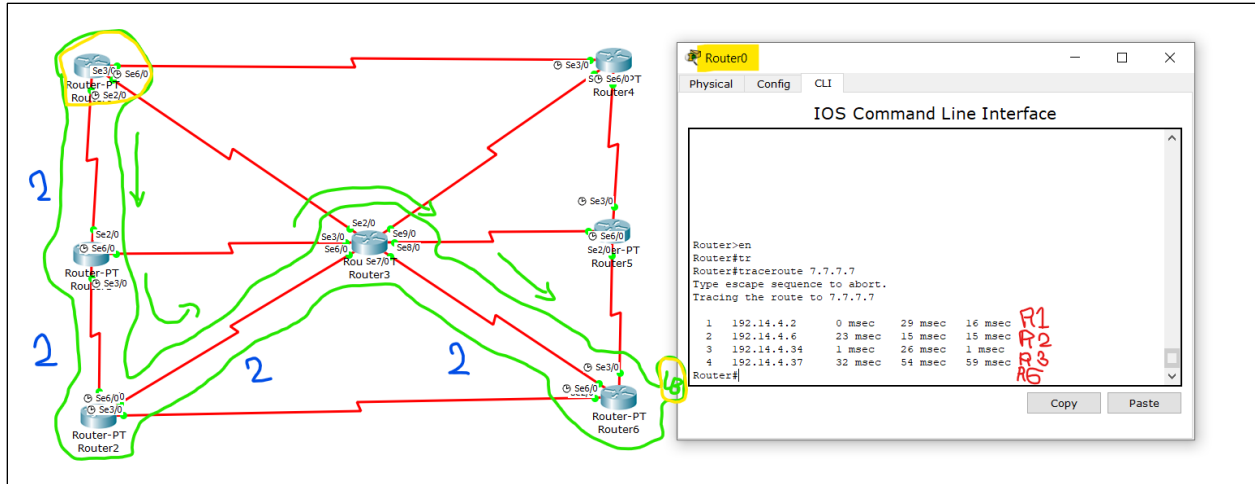 Se3/0
Se6/0
Router-PT
Se2/0
Se3/0
Se6/0
Router4
2
Se3/0
Se2/0
Se6/0
Router-PT
Se3/0
Se2/0
Se3/0
Se9/0
Se6/0
Se8/0
Se7/0
Router3
Se6/0
Se2/0
Router5
2
2
2
Se6/0
Se3/0
Router-PT
Router2
Se3/0
Se6/0
Router-PT
Router6
Router0
Physical Config CLI
IOS Command Line Interface
Router>en
Router#tr
Router#traceroute 7.7.7.7
Type escape sequence to abort.
Tracing the route to 7.7.7.7
1 192.14.4.2 0 msec 29 msec 16 msec R1
2 192.14.4.6 23 msec 15 msec 15 msec R2
3 192.14.4.34 1 msec 26 msec 1 msec R3
4 192.14.4.37 32 msec 54 msec 59 msec
Router#
Copy Paste